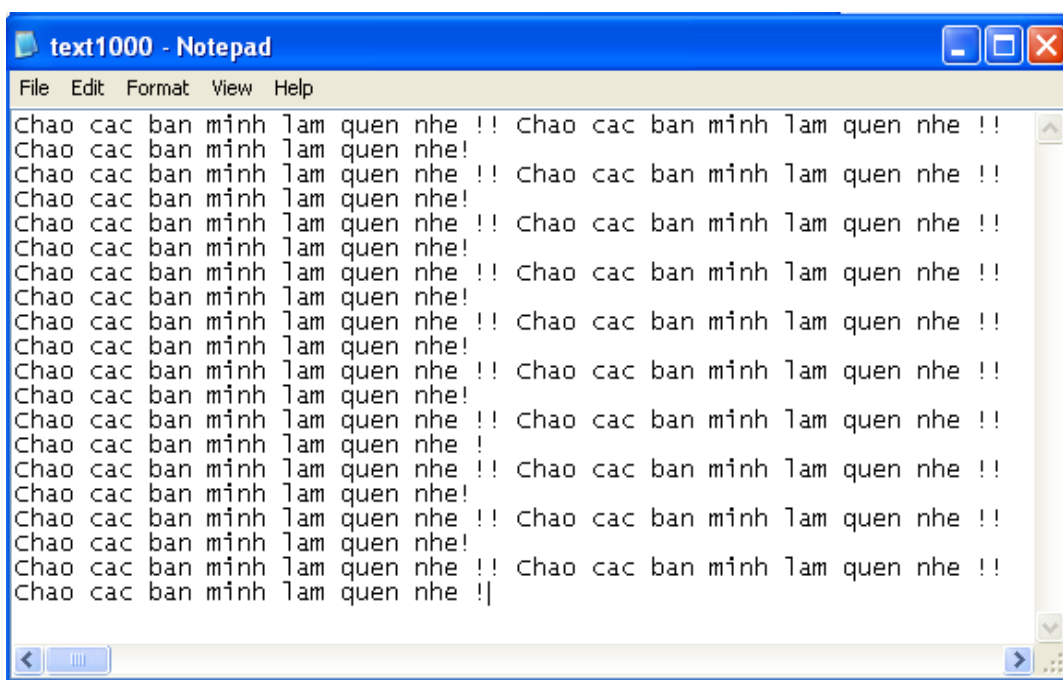 text1000 - Notepad
File Edit Format View Help
Chao cac ban minh lam quen nhe !! Chao cac ban minh lam quen nhe !!
Chao cac ban minh lam quen nhe!
Chao cac ban minh lam quen nhe !! Chao cac ban minh lam quen nhe !!
Chao cac ban minh lam quen nhe!
Chao cac ban minh lam quen nhe !! Chao cac ban minh lam quen nhe !!
Chao cac ban minh lam quen nhe!
Chao cac ban minh lam quen nhe !! Chao cac ban minh lam quen nhe !!
Chao cac ban minh lam quen nhe!
Chao cac ban minh lam quen nhe !! Chao cac ban minh lam quen nhe !!
Chao cac ban minh lam quen nhe!
Chao cac ban minh lam quen nhe !! Chao cac ban minh lam quen nhe !!
Chao cac ban minh lam quen nhe!
Chao cac ban minh lam quen nhe !! Chao cac ban minh lam quen nhe !!
Chao cac ban minh lam quen nhe !
Chao cac ban minh lam quen nhe !! Chao cac ban minh lam quen nhe !!
Chao cac ban minh lam quen nhe!
Chao cac ban minh lam quen nhe !! Chao cac ban minh lam quen nhe !!
Chao cac ban minh lam quen nhe!
Chao cac ban minh lam quen nhe !! Chao cac ban minh lam quen nhe !!
Chao cac ban minh lam quen nhe !